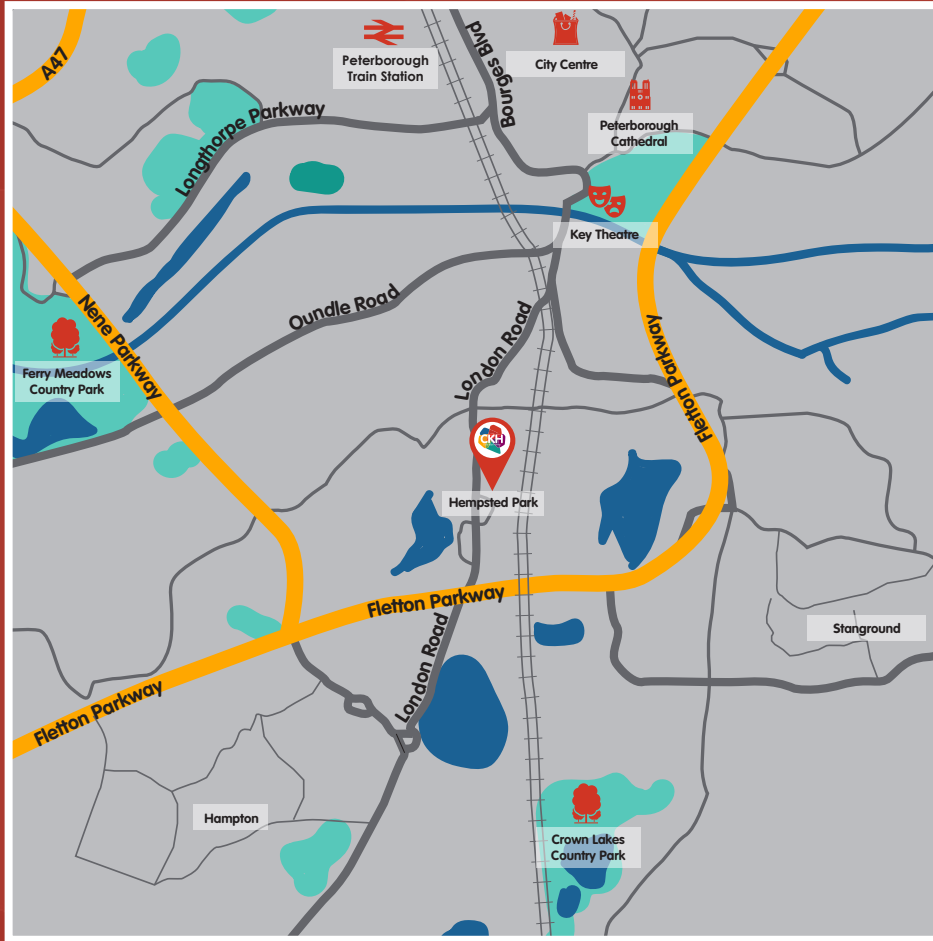 A47
Peterborough
Train Station
Bourges Blvd
City Centre
Peterborough
Cathedral
Longthorpe Parkway
Key Theatre
Nene Parkway
Oundle Road
London Road
Fletton Parkway
Ferry Meadows
Country Park
CKH
Hempsted Park
Fletton Parkway
Stanground
London Road
Fletton Parkway
Hampton
Crown Lakes
Country Park